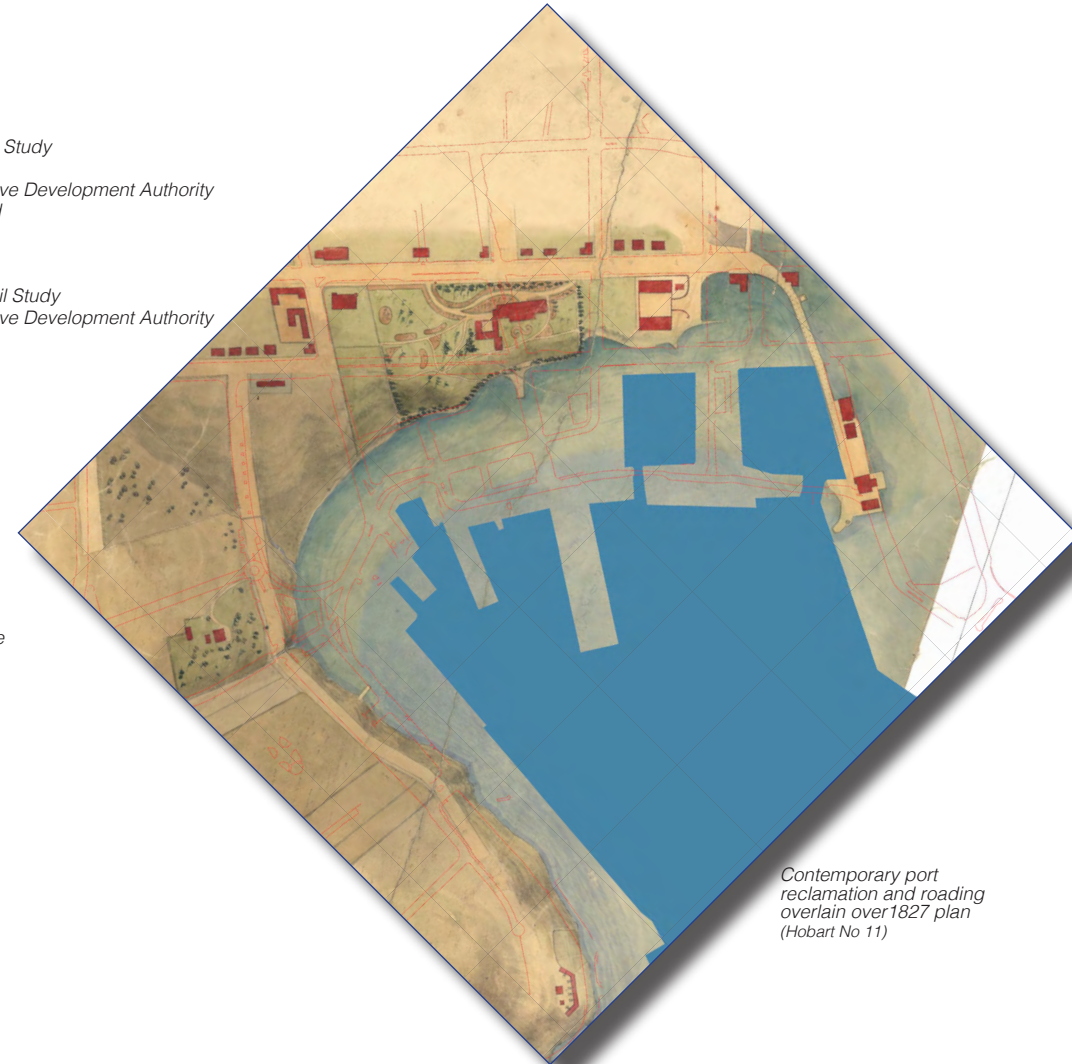 Study
ve Development Authority
il Study
ve Development Authority
e
Contemporary port
reclamation and roading
overlain over1827 plan
(Hobart No 11)